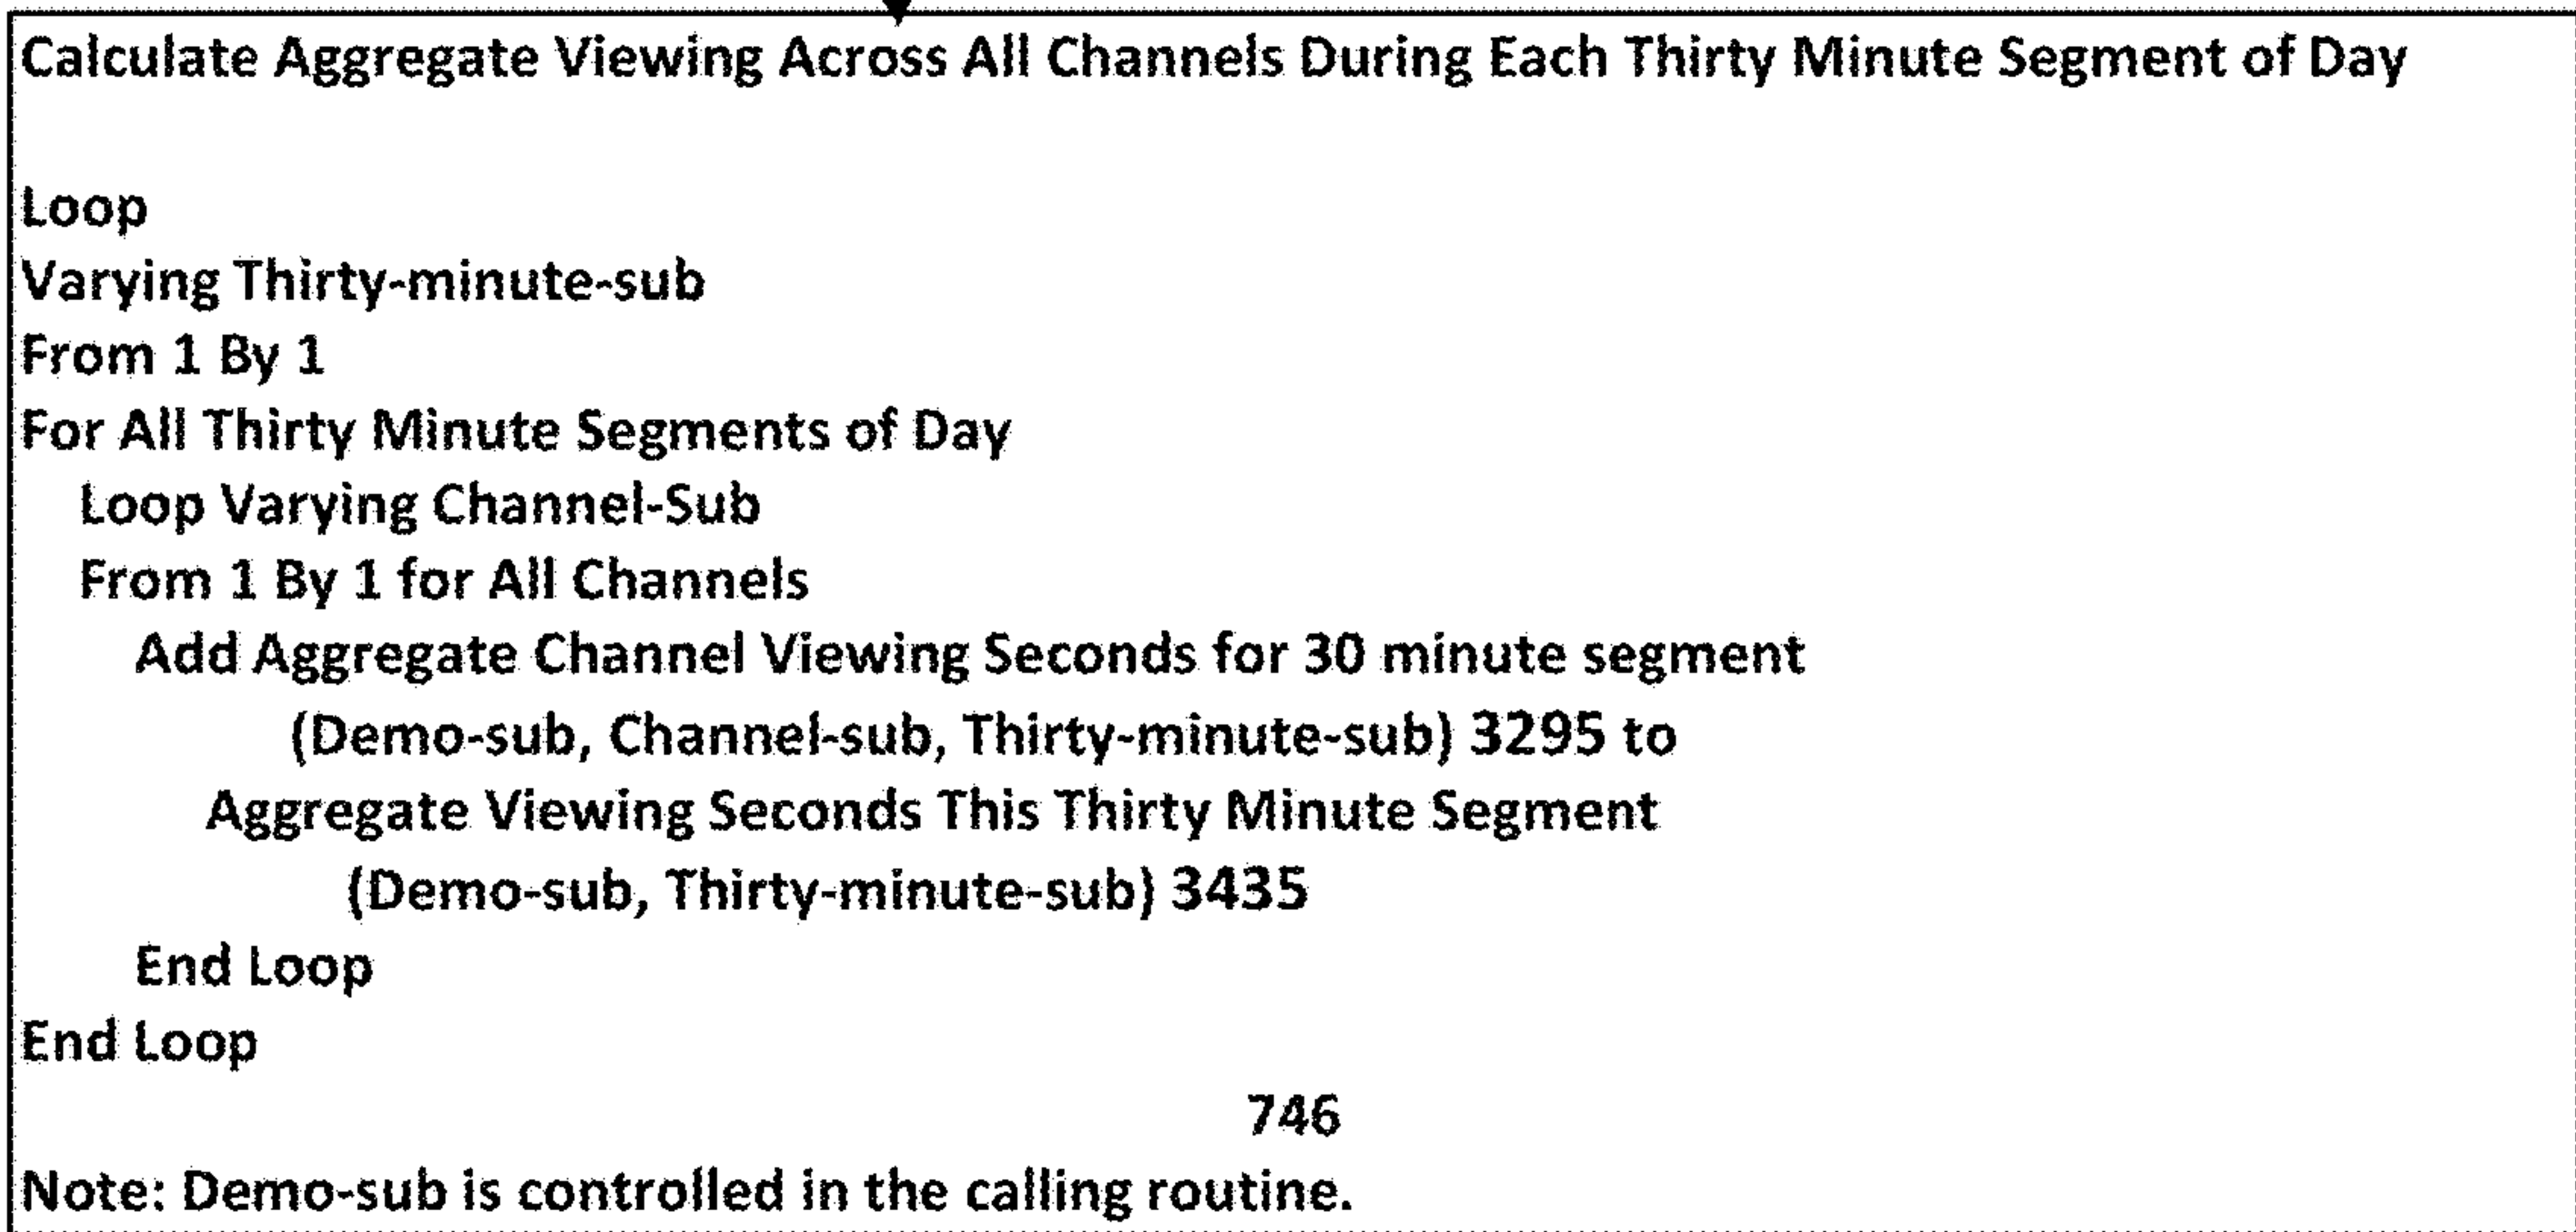 Calculate Aggregate Viewing Across All Channels During Each Thirty Minute Segment of Day
Loop
Varying Thirty-minute-sub
From 1 By 1
For All Thirty Minute Segments of Day
Loop Varying Channel-Sub
From 1 By 1 for All Channels
Add Aggregate Channel Viewing Seconds for 30 minute segment
(Demo-sub, Channel-sub, Thirty-minute-sub) 3295 to
Aggregate Viewing Seconds This Thirty Minute Segment
(Demo-sub, Thirty-minute-sub) 3435
End Loop
End Loop
746
Note: Demo-sub is controlled in the calling routine.